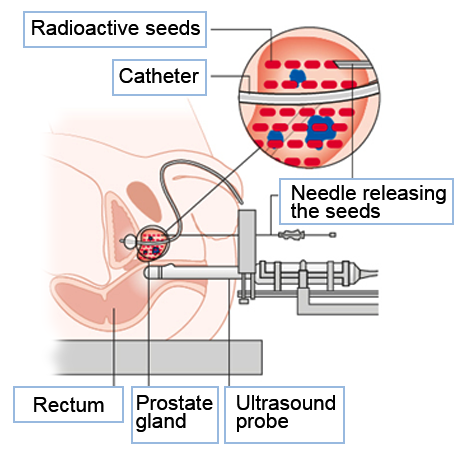 Radioactive seeds
Catheter
Needle releasing
the seeds
Rectum
Prostate
gland
Ultrasound
probe